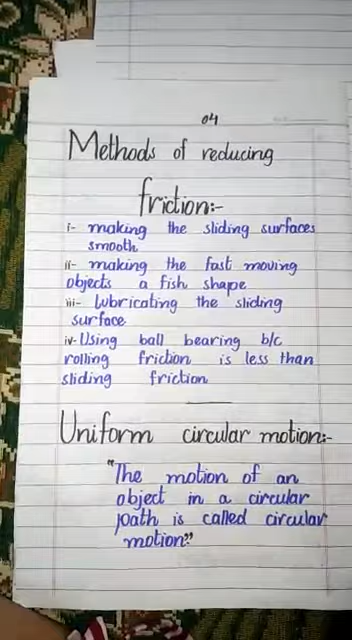 04
Methods of reducing
friction:-
i- making the sliding surfaces
smooth
ii- making the fast moving
objects a fish shape
iii- lubricating the sliding
surface
iv- Using ball bearing b/c
rolling friction is less than
sliding friction
Uniform circular motion:-
"The motion of an
object in a circular
path is called circular
motion."